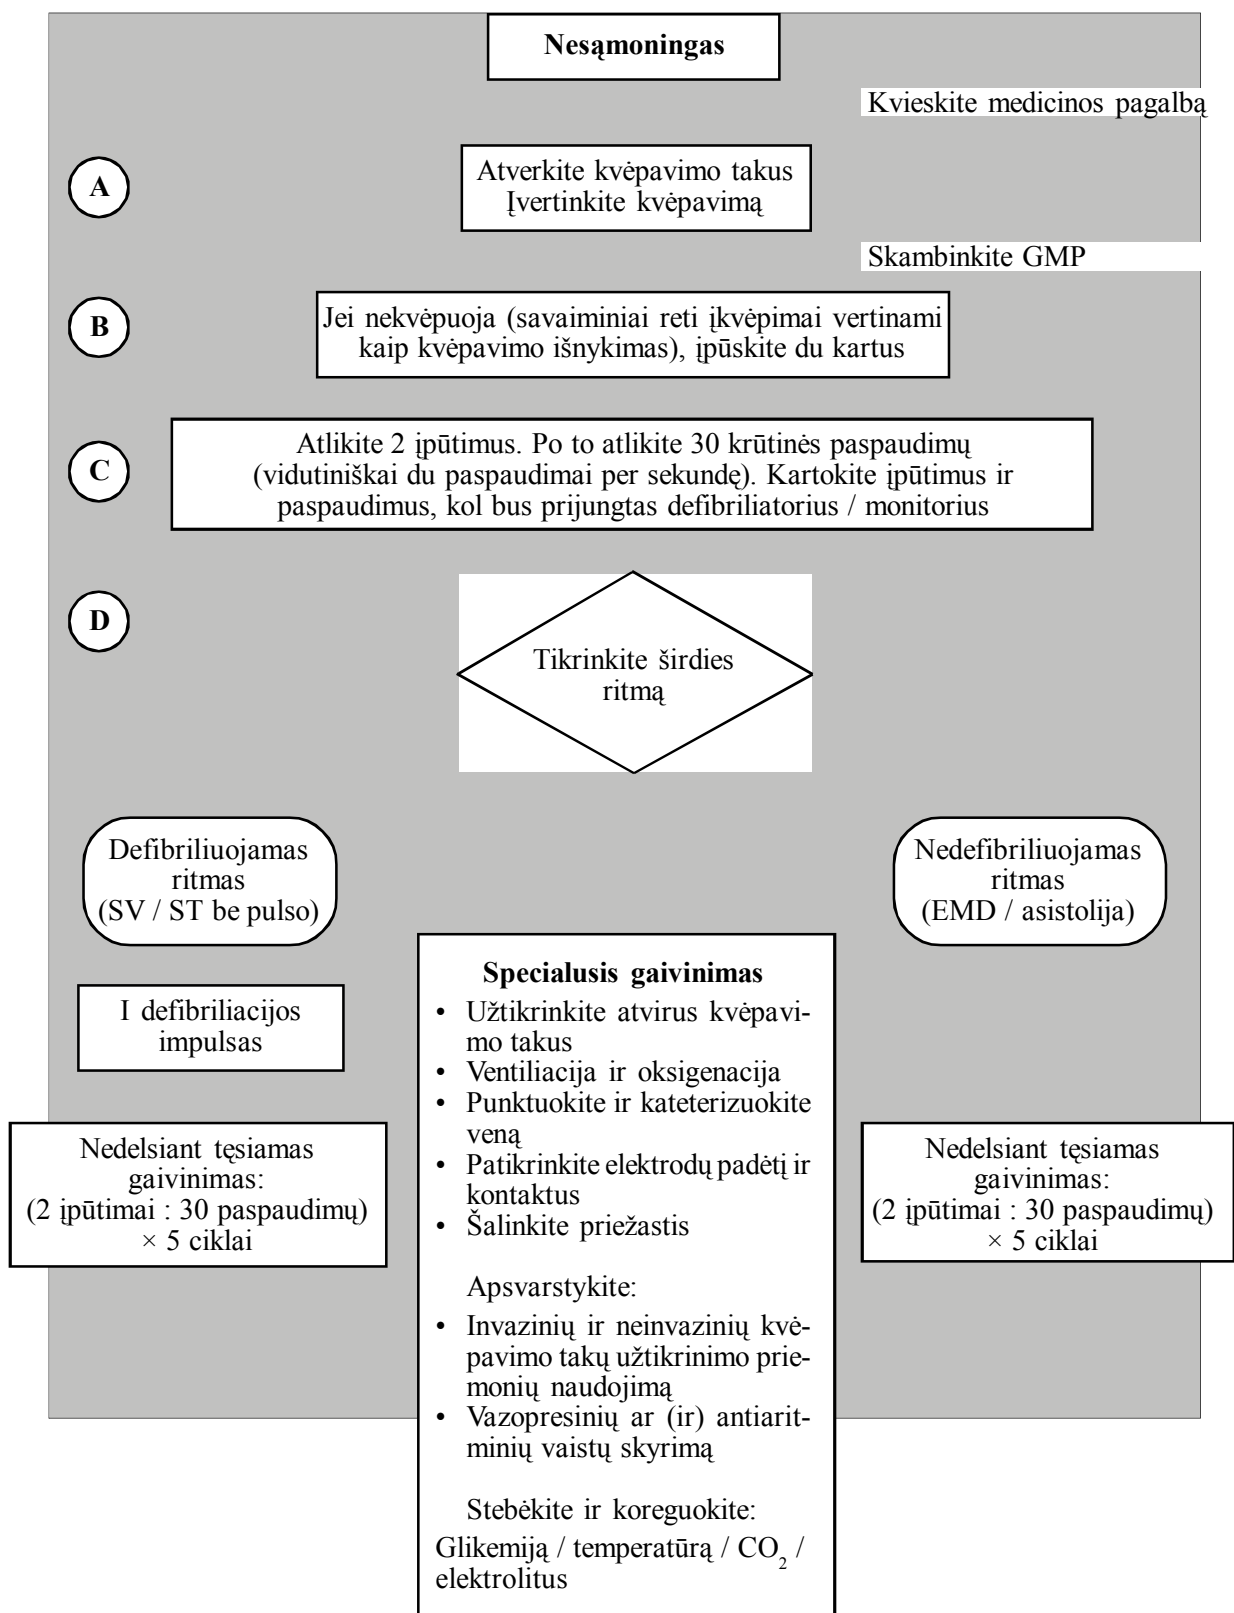 Nesąmoningas
Kvieskite medicinos pagalbą
A
Atverkite kvėpavimo takus
Įvertinkite kvėpavimą
Skambinkite GMP
B
Jei nekvėpuoja (savaiminiai reti įkvėpimai vertinami
kaip kvėpavimo išnykimas), įpūskite du kartus
C
Atlikite 2 įpūtimus. Po to atlikite 30 krūtinės paspaudimų
(vidutiniškai du paspaudimai per sekundę). Kartokite įpūtimus ir
paspaudimus, kol bus prijungtas defibriliatorius / monitorius
D
Tikrinkite širdies
ritmą
Defibriliuojamas
ritmas
(SV / ST be pulso)
Nedefibriliuojamas
ritmas
(EMD / asistolija)
I defibriliacijos
impulsas
Nedelsiant tęsiamas
gaivinimas:
(2 įpūtimai : 30 paspaudimų)
× 5 ciklai
Specialusis gaivinimas
• Užtikrinkite atvirus kvėpavi-
mo takus
• Ventiliacija ir oksigenacija
• Punktuokite ir kateterizuokite
veną
• Patikrinkite elektrodų padėtį ir
kontaktus
• Šalinkite priežastis
Apsvarstykite:
• Invazinių ir neinvazinių kvė-
pavimo takų užtikrinimo prie-
monių naudojimą
• Vazopresinių ar (ir) antiarit-
minių vaistų skyrimą
Stebėkite ir koreguokite:
Glikemiją / temperatūrą / CO₂ /
elektrolitus
Nedelsiant tęsiamas
gaivinimas:
(2 įpūtimai : 30 paspaudimų)
× 5 ciklai